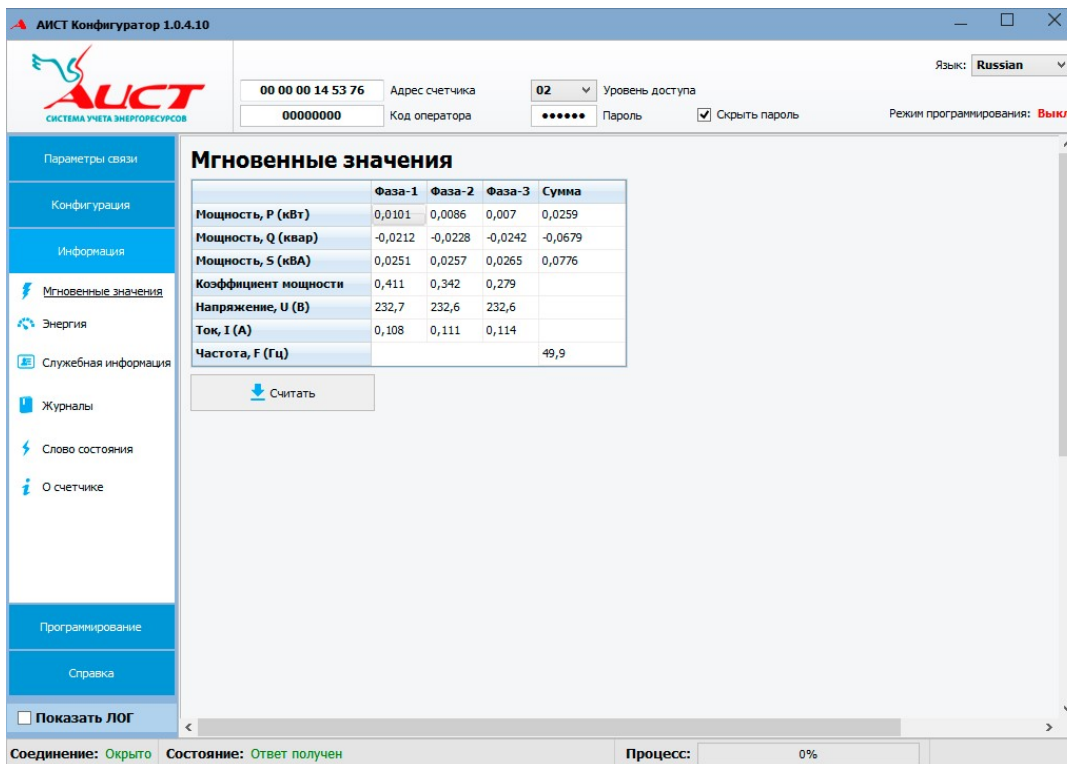 АИСТ Конфигуратор 1.0.4.10
Язык: Russian
АИСТ
СИСТЕМА УЧЕТА ЭНЕРГОРЕСУРСОВ
00 00 00 14 53 76 Адрес счетчика 02 Уровень доступа
00000000 Код оператора •••••• Пароль Скрыть пароль Режим программирования: Выкл
Параметры связи
Конфигурация
Информация
Мгновенные значения
Энергия
Служебная информация
Журналы
Слово состояния
О счетчике
Программирование
Справка
Показать ЛОГ
Мгновенные значения
Фаза-1 Фаза-2 Фаза-3 Сумма
Мощность, P (кВт) 0,0101 0,0086 0,007 0,0259
Мощность, Q (квар) -0,0212 -0,0228 -0,0242 -0,0679
Мощность, S (кВА) 0,0251 0,0257 0,0265 0,0776
Коэффициент мощности 0,411 0,342 0,279
Напряжение, U (В) 232,7 232,6 232,6
Ток, I (А) 0,108 0,111 0,114
Частота, F (Гц) 49,9
Считать
Соединение: Окрыто Состояние: Ответ получен Процесс: 0%